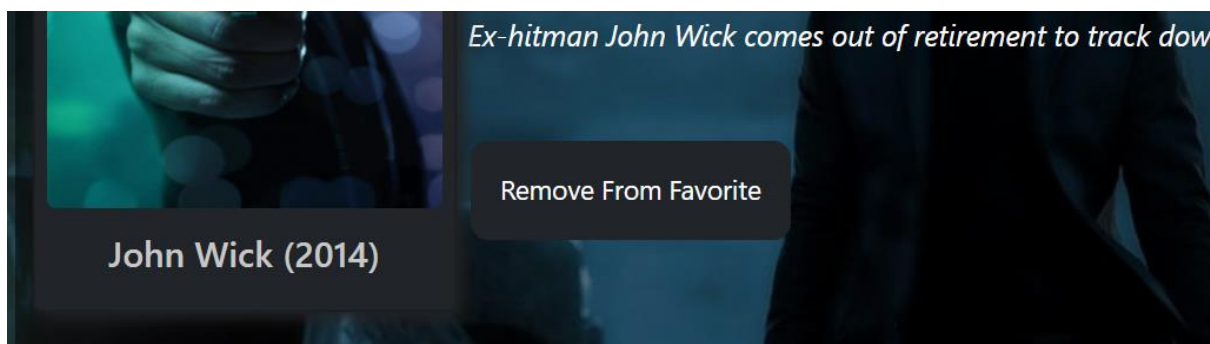 Ex-hitman John Wick comes out of retirement to track dow
Remove From Favorite
John Wick (2014)